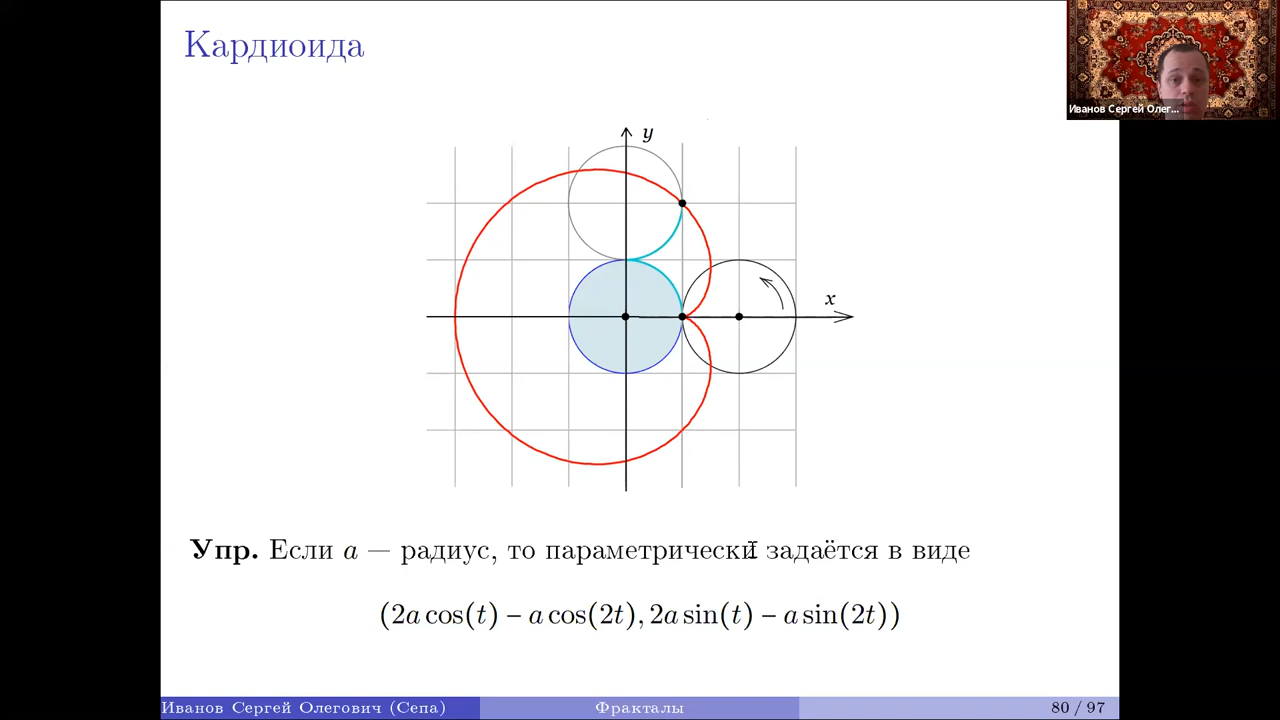 Кардиоида
Иванов Сергей Олег...
y
x
Упр. Если a — радиус, то параметрически задаётся в виде
(2a cos(t) − a cos(2t), 2a sin(t) − a sin(2t))
Иванов Сергей Олегович (Сепа)
Фракталы
80 / 97